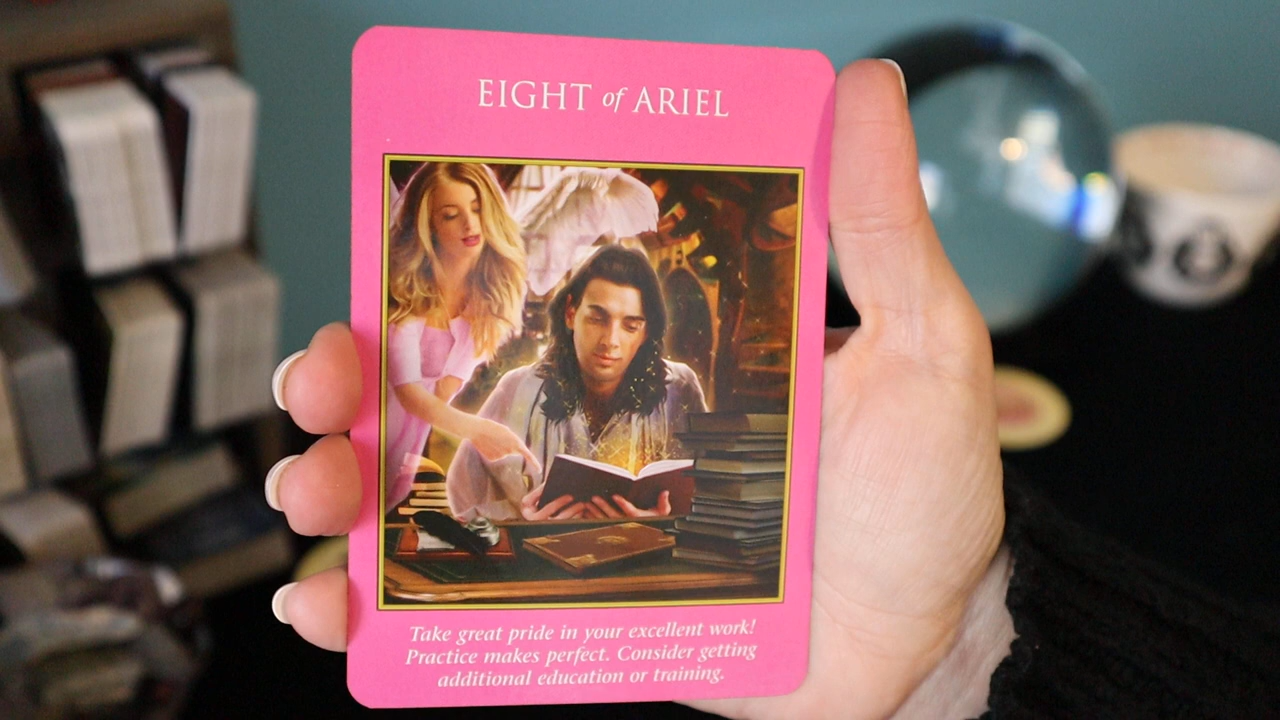 EIGHT of ARIEL
Take great pride in your excellent work!
Practice makes perfect. Consider getting
additional education or training.